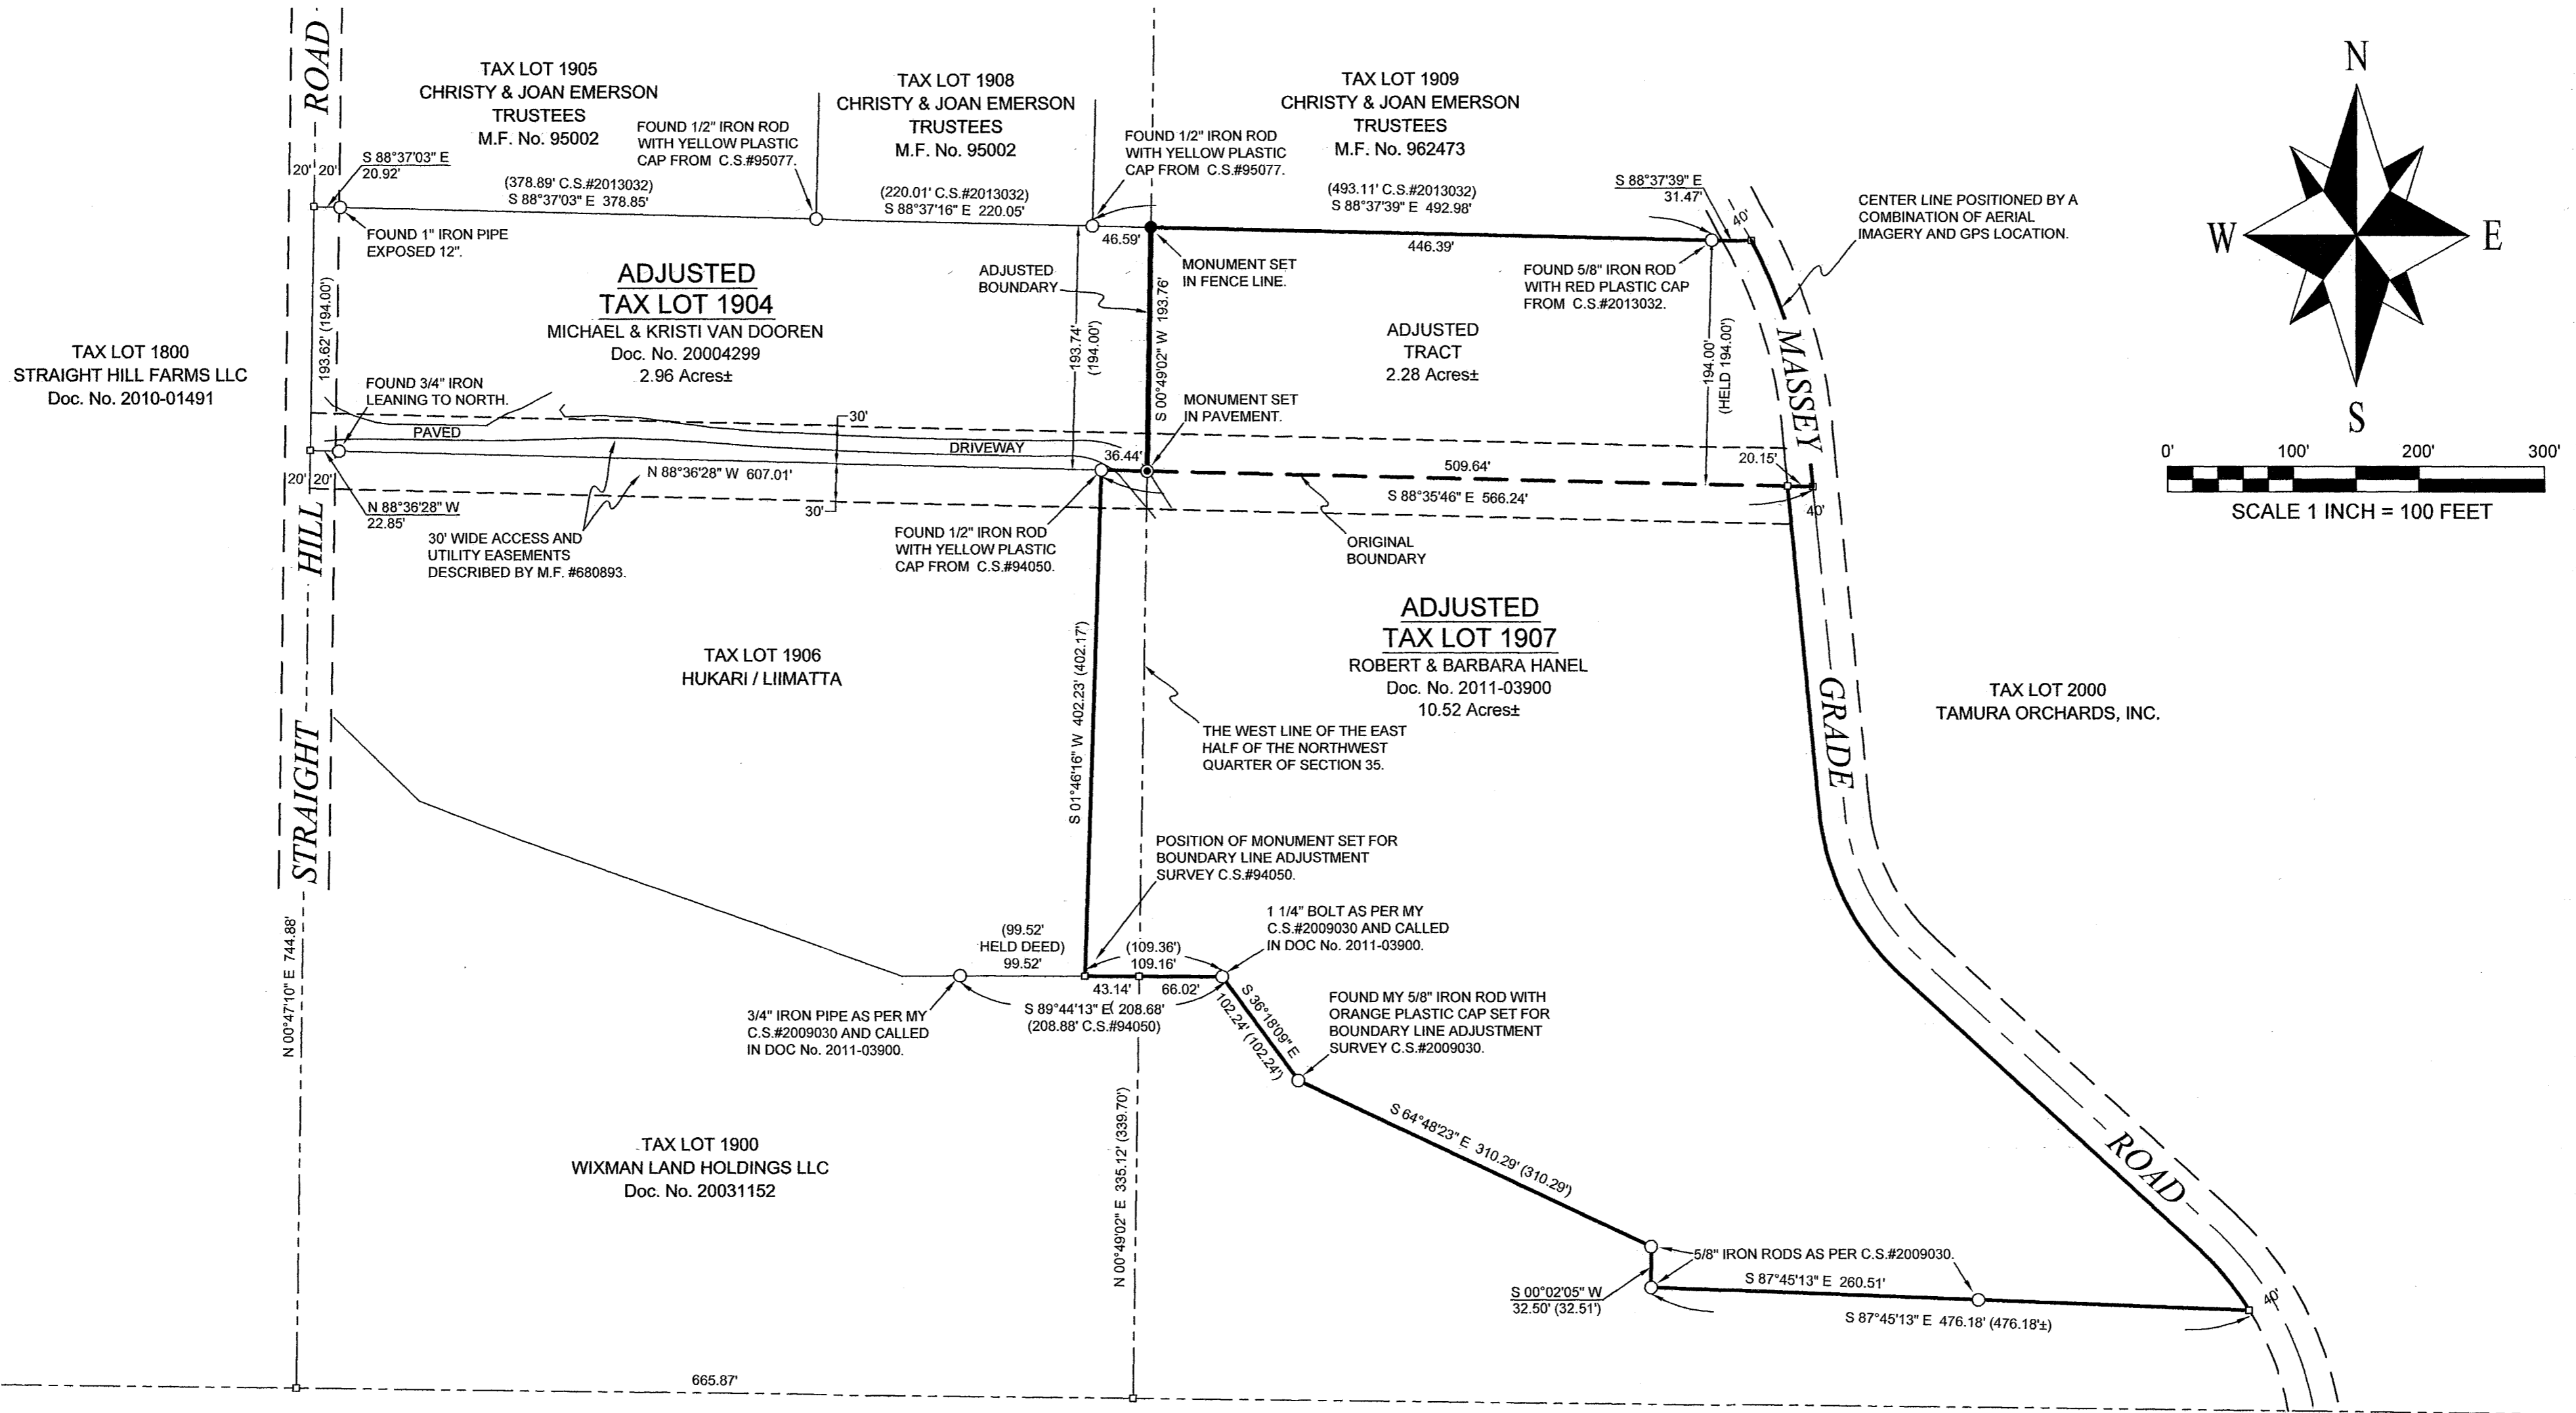 ROAD
TAX LOT 1905
CHRISTY & JOAN EMERSON
TRUSTEES
M.F. No. 95002
TAX LOT 1908
CHRISTY & JOAN EMERSON
TRUSTEES
M.F. No. 95002
TAX LOT 1909
CHRISTY & JOAN EMERSON
TRUSTEES
M.F. No. 962473
N
W
E
S
0'
100'
200'
300'
SCALE 1 INCH = 100 FEET
FOUND 1/2" IRON ROD
WITH YELLOW PLASTIC
CAP FROM C.S.#95077.
FOUND 1/2" IRON ROD
WITH YELLOW PLASTIC
CAP FROM C.S.#95077.
20'
20'
S 88°37'03" E
20.92'
(378.89' C.S.#2013032)
S 88°37'03" E 378.85'
(220.01' C.S.#2013032)
S 88°37'16" E 220.05'
(493.11' C.S.#2013032)
S 88°37'39" E 492.98'
S 88°37'39" E
31.47'
40'
CENTER LINE POSITIONED BY A
COMBINATION OF AERIAL
IMAGERY AND GPS LOCATION.
FOUND 1" IRON PIPE
EXPOSED 12".
46.59'
446.39'
ADJUSTED
TAX LOT 1904
MICHAEL & KRISTI VAN DOOREN
Doc. No. 20004299
2.96 Acres±
ADJUSTED
BOUNDARY
MONUMENT SET
IN FENCE LINE.
FOUND 5/8" IRON ROD
WITH RED PLASTIC CAP
FROM C.S.#2013032.
193.62' (194.00')
193.74'
(194.00')
S 00°49'02" W 193.76'
ADJUSTED
TRACT
2.28 Acres±
194.00'
(HELD 194.00')
MASSEY
TAX LOT 1800
STRAIGHT HILL FARMS LLC
Doc. No. 2010-01491
FOUND 3/4" IRON
LEANING TO NORTH.
MONUMENT SET
IN PAVEMENT.
30'
PAVED
DRIVEWAY
36.44'
509.64'
20.15'
20'
20'
N 88°36'28" W 607.01'
S 88°35'46" E 566.24'
40'
N 88°36'28" W
22.85'
30'
HILL
30' WIDE ACCESS AND
UTILITY EASEMENTS
DESCRIBED BY M.F. #680893.
FOUND 1/2" IRON ROD
WITH YELLOW PLASTIC
CAP FROM C.S.#94050.
ORIGINAL
BOUNDARY
TAX LOT 1906
HUKARI / LIIMATTA
S 01°46'16" W 402.23' (402.17')
ADJUSTED
TAX LOT 1907
ROBERT & BARBARA HANEL
Doc. No. 2011-03900
10.52 Acres±
GRADE
TAX LOT 2000
TAMURA ORCHARDS, INC.
THE WEST LINE OF THE EAST
HALF OF THE NORTHWEST
QUARTER OF SECTION 35.
STRAIGHT
POSITION OF MONUMENT SET FOR
BOUNDARY LINE ADJUSTMENT
SURVEY C.S.#94050.
N 00°47'10" E 744.88'
(99.52'
HELD DEED)
99.52'
(109.36')
109.16'
1 1/4" BOLT AS PER MY
C.S.#2009030 AND CALLED
IN DOC No. 2011-03900.
43.14'
66.02'
S 89°44'13" E 208.68'
(208.88' C.S.#94050)
3/4" IRON PIPE AS PER MY
C.S.#2009030 AND CALLED
IN DOC No. 2011-03900.
S 36°18'09" E
102.24' (102.24')
FOUND MY 5/8" IRON ROD WITH
ORANGE PLASTIC CAP SET FOR
BOUNDARY LINE ADJUSTMENT
SURVEY C.S.#2009030.
TAX LOT 1900
WIXMAN LAND HOLDINGS LLC
Doc. No. 20031152
N 00°49'02" E 335.12' (339.70')
S 64°48'23" E 310.29' (310.29')
ROAD
5/8" IRON RODS AS PER C.S.#2009030.
S 87°45'13" E 260.51'
S 00°02'05" W
32.50' (32.51')
S 87°45'13" E 476.18' (476.18'±)
40'
665.87'